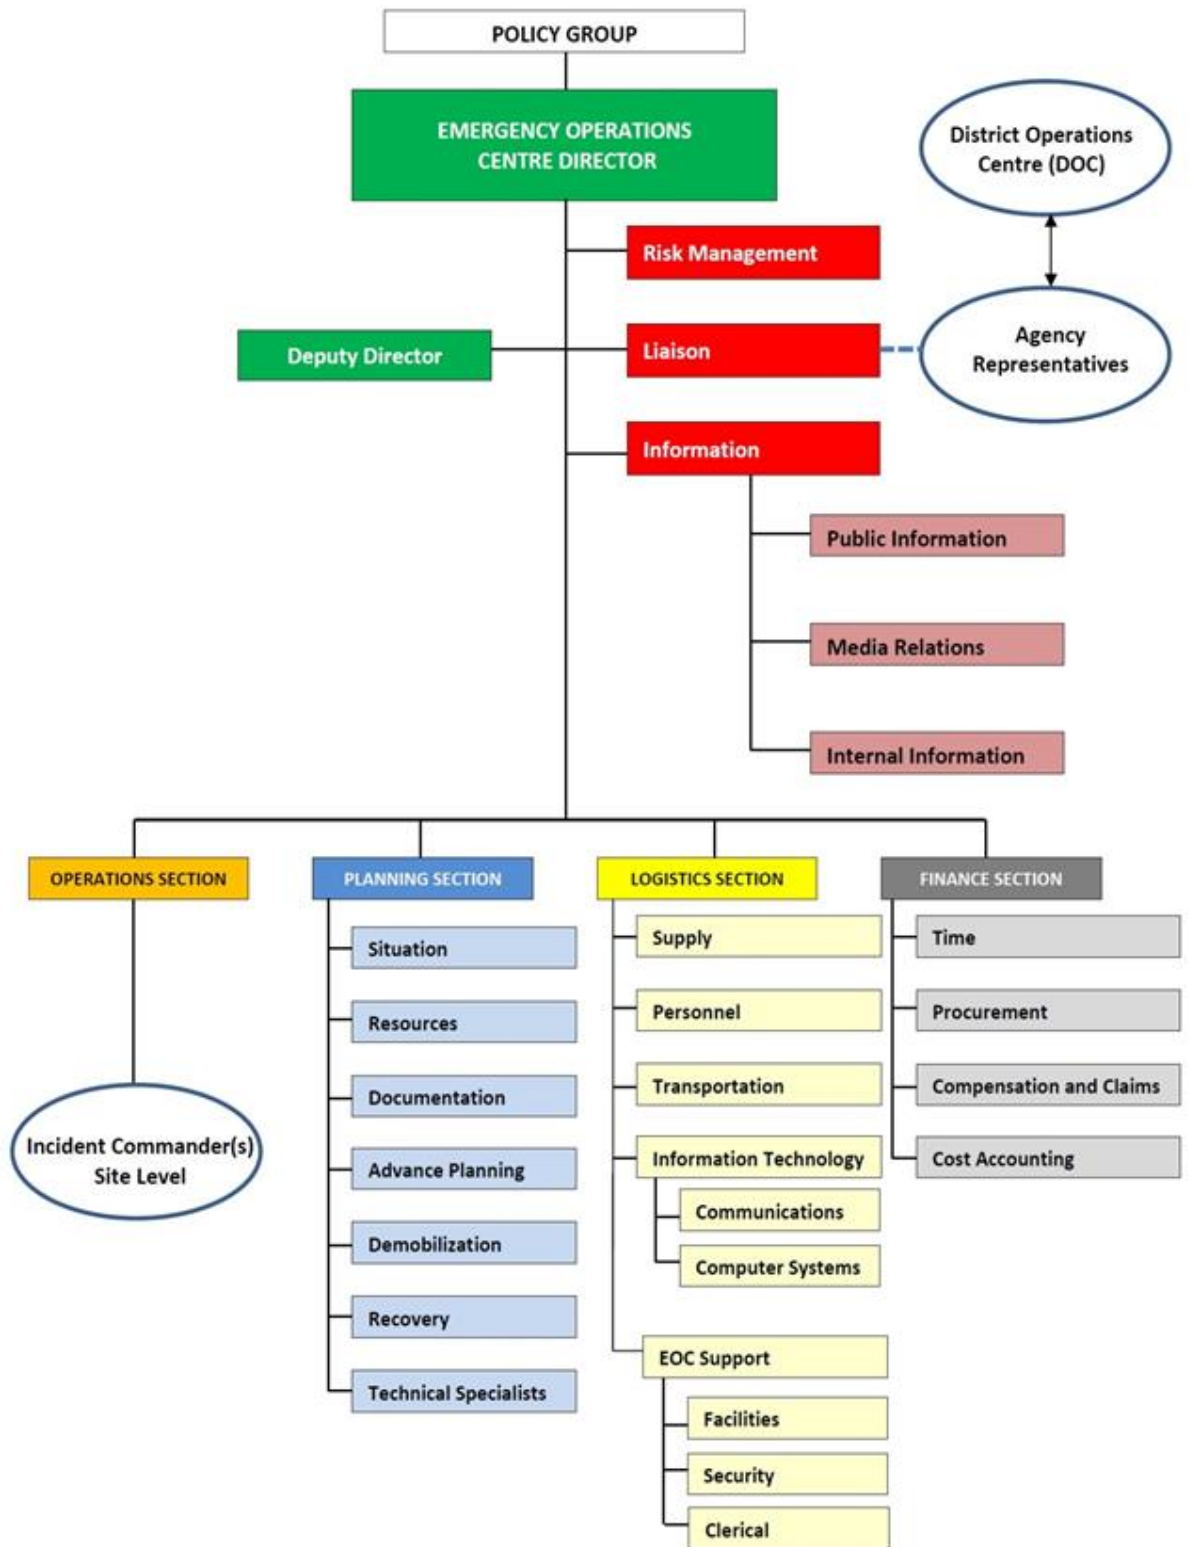 POLICY GROUP
EMERGENCY OPERATIONS
CENTRE DIRECTOR
District Operations
Centre (DOC)
Risk Management
Deputy Director
Liaison
Agency
Representatives
Information
Public Information
Media Relations
Internal Information
OPERATIONS SECTION
Incident Commander(s)
Site Level
PLANNING SECTION
Situation
Resources
Documentation
Advance Planning
Demobilization
Recovery
Technical Specialists
LOGISTICS SECTION
Supply
Personnel
Transportation
Information Technology
Communications
Computer Systems
EOC Support
Facilities
Security
Clerical
FINANCE SECTION
Time
Procurement
Compensation and Claims
Cost Accounting